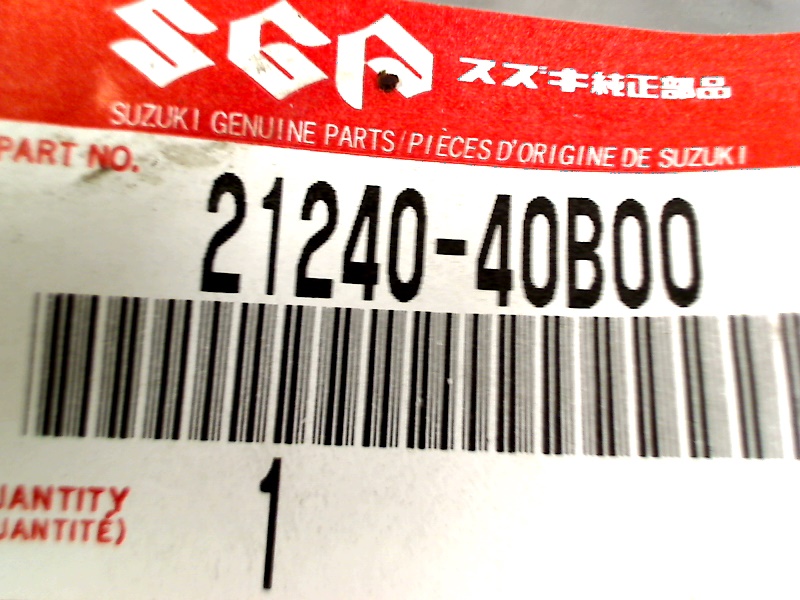 SGP スズキ純正部品
SUZUKI GENUINE PARTS/PIÈCES D'ORIGINE DE SUZUKI
PART NO.
21240-40B00
UANTITY 1
UANTITÉ)